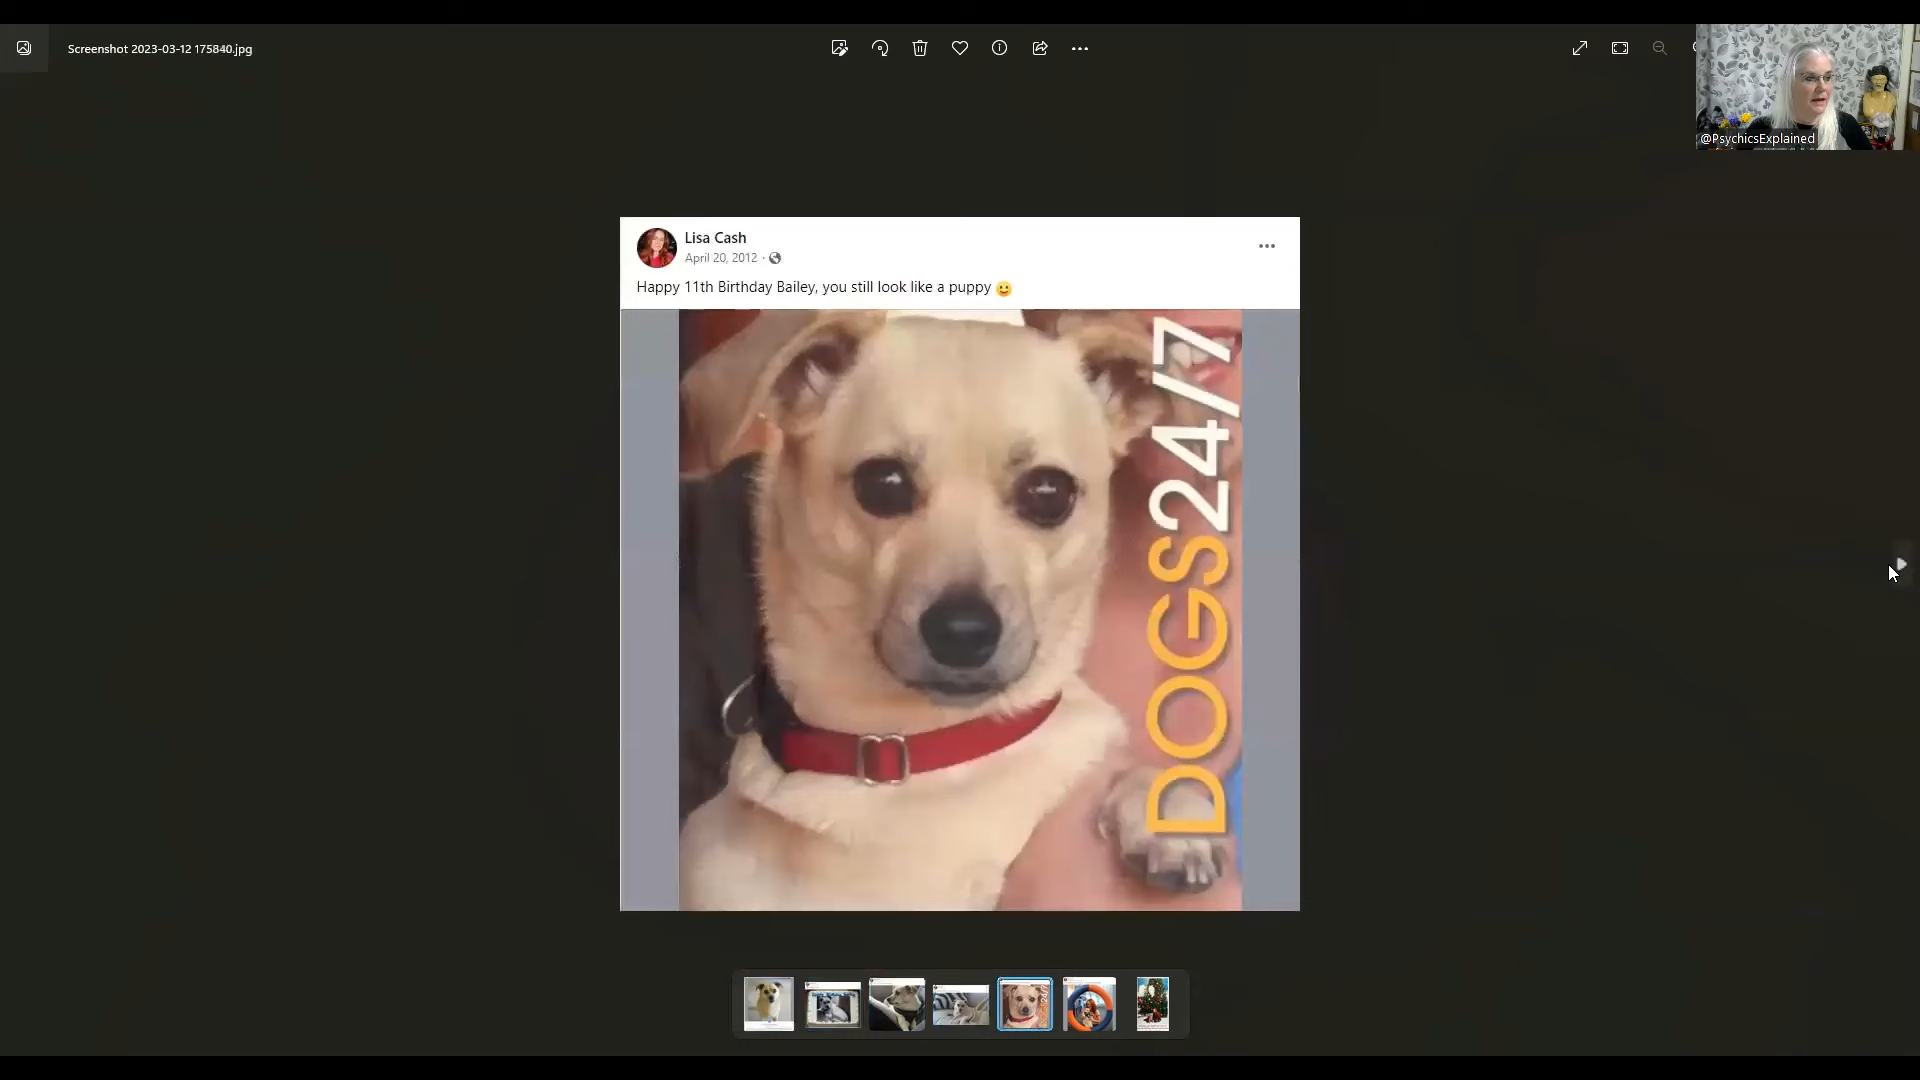 Screenshot 2023-03-12 175840.jpg
@PsychicsExplained
Lisa Cash
April 20, 2012 ·
Happy 11th Birthday Bailey, you still look like a puppy
DOGS24/7